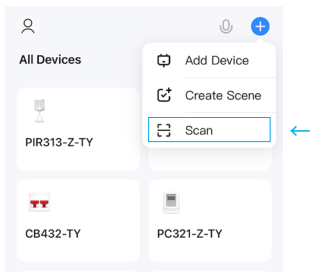 All Devices
Add Device
Create Scene
Scan
PIR313-Z-TY
CB432-TY
PC321-Z-TY